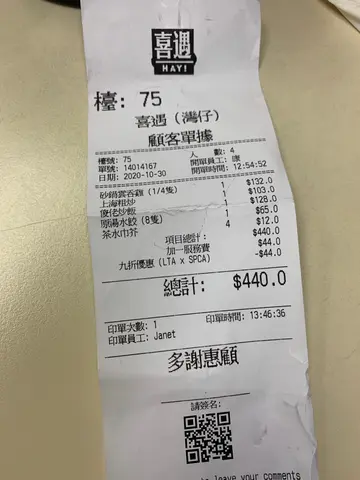 喜遇
HAY!
檯: 75
喜遇 (灣仔)
顧客單據
檯號: 75 人 數: 4
單號: 14014167 開單員工: 康
日期: 2020-10-30 開單時間: 12:54:52
砂鍋雲吞雞 (1/4隻) 1 $132.0
上海粗炒 1 $103.0
傻佬炒飯 1 $128.0
原湯水餃 (8隻) 1 $65.0
茶水巾芥 4 $12.0
項目總計: $440.0
加一服務費 $44.0
九折優惠 (LTA x SPCA) -$44.0
總計: $440.0
印單次數: 1 印單時間: 13:46:36
印單員工: Janet
多謝惠顧
請簽名:
leave your comments